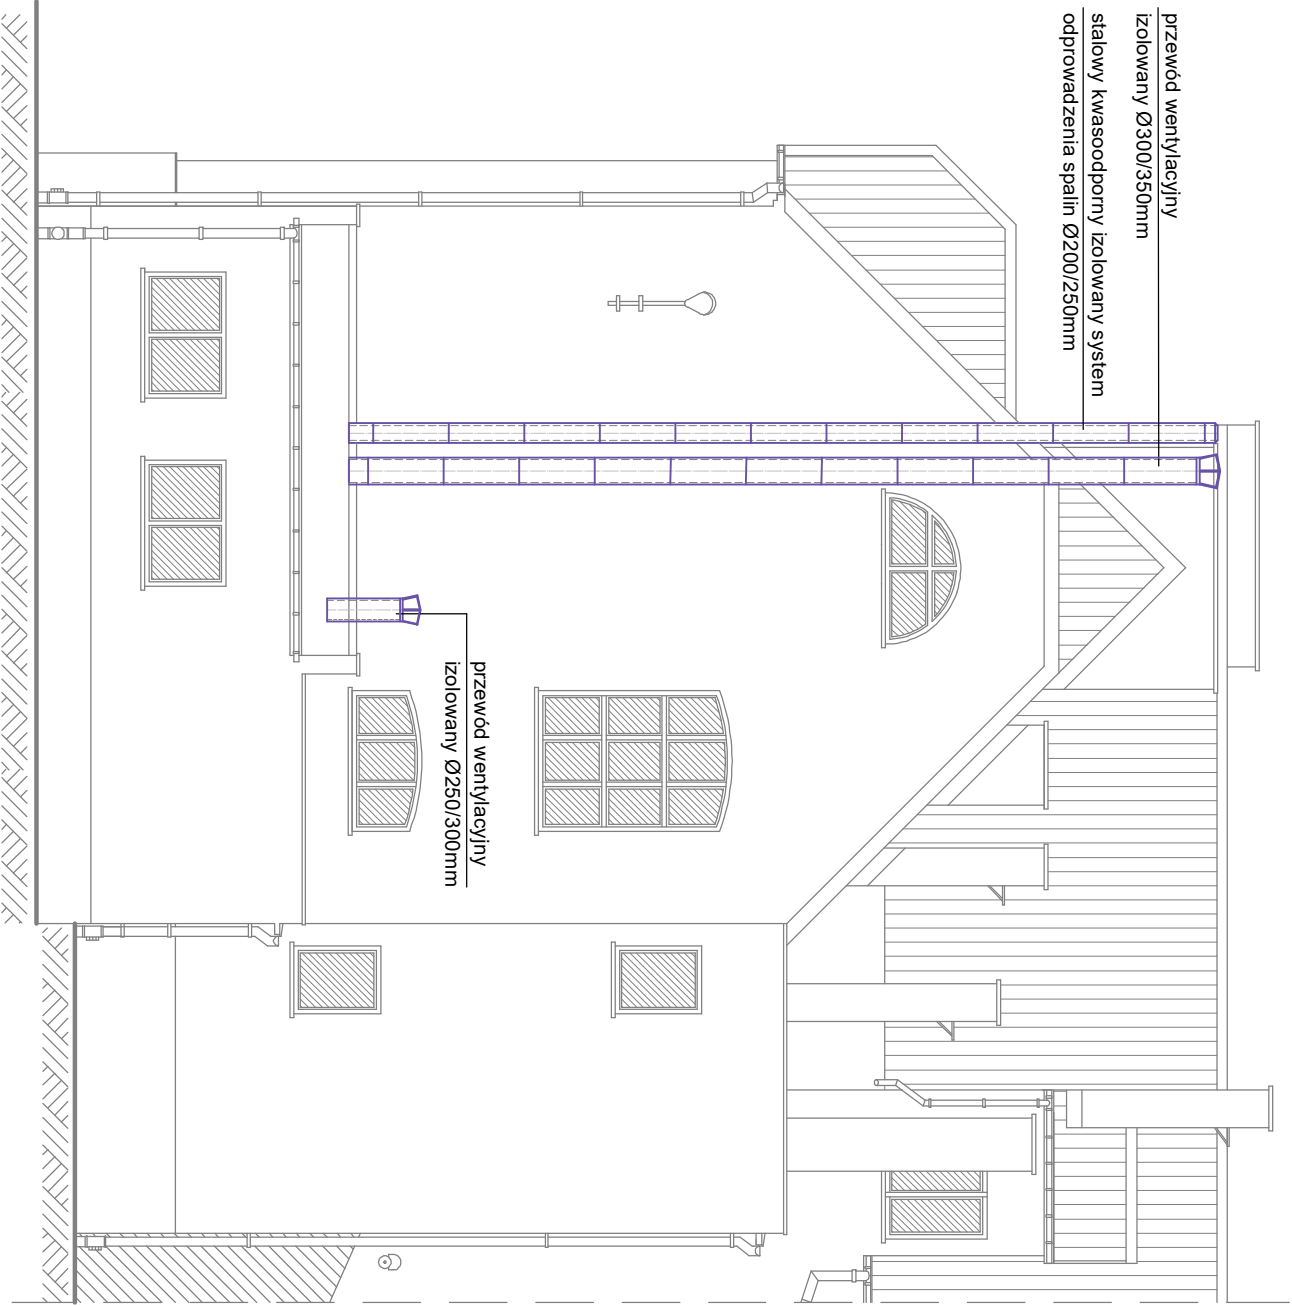 przewód wentylacyjny
izolowany Ø300/350mm
stalowy kwasoodporny izolowany system
odprowadzenia spalin Ø200/250mm
przewód wentylacyjny
izolowany Ø250/300mm